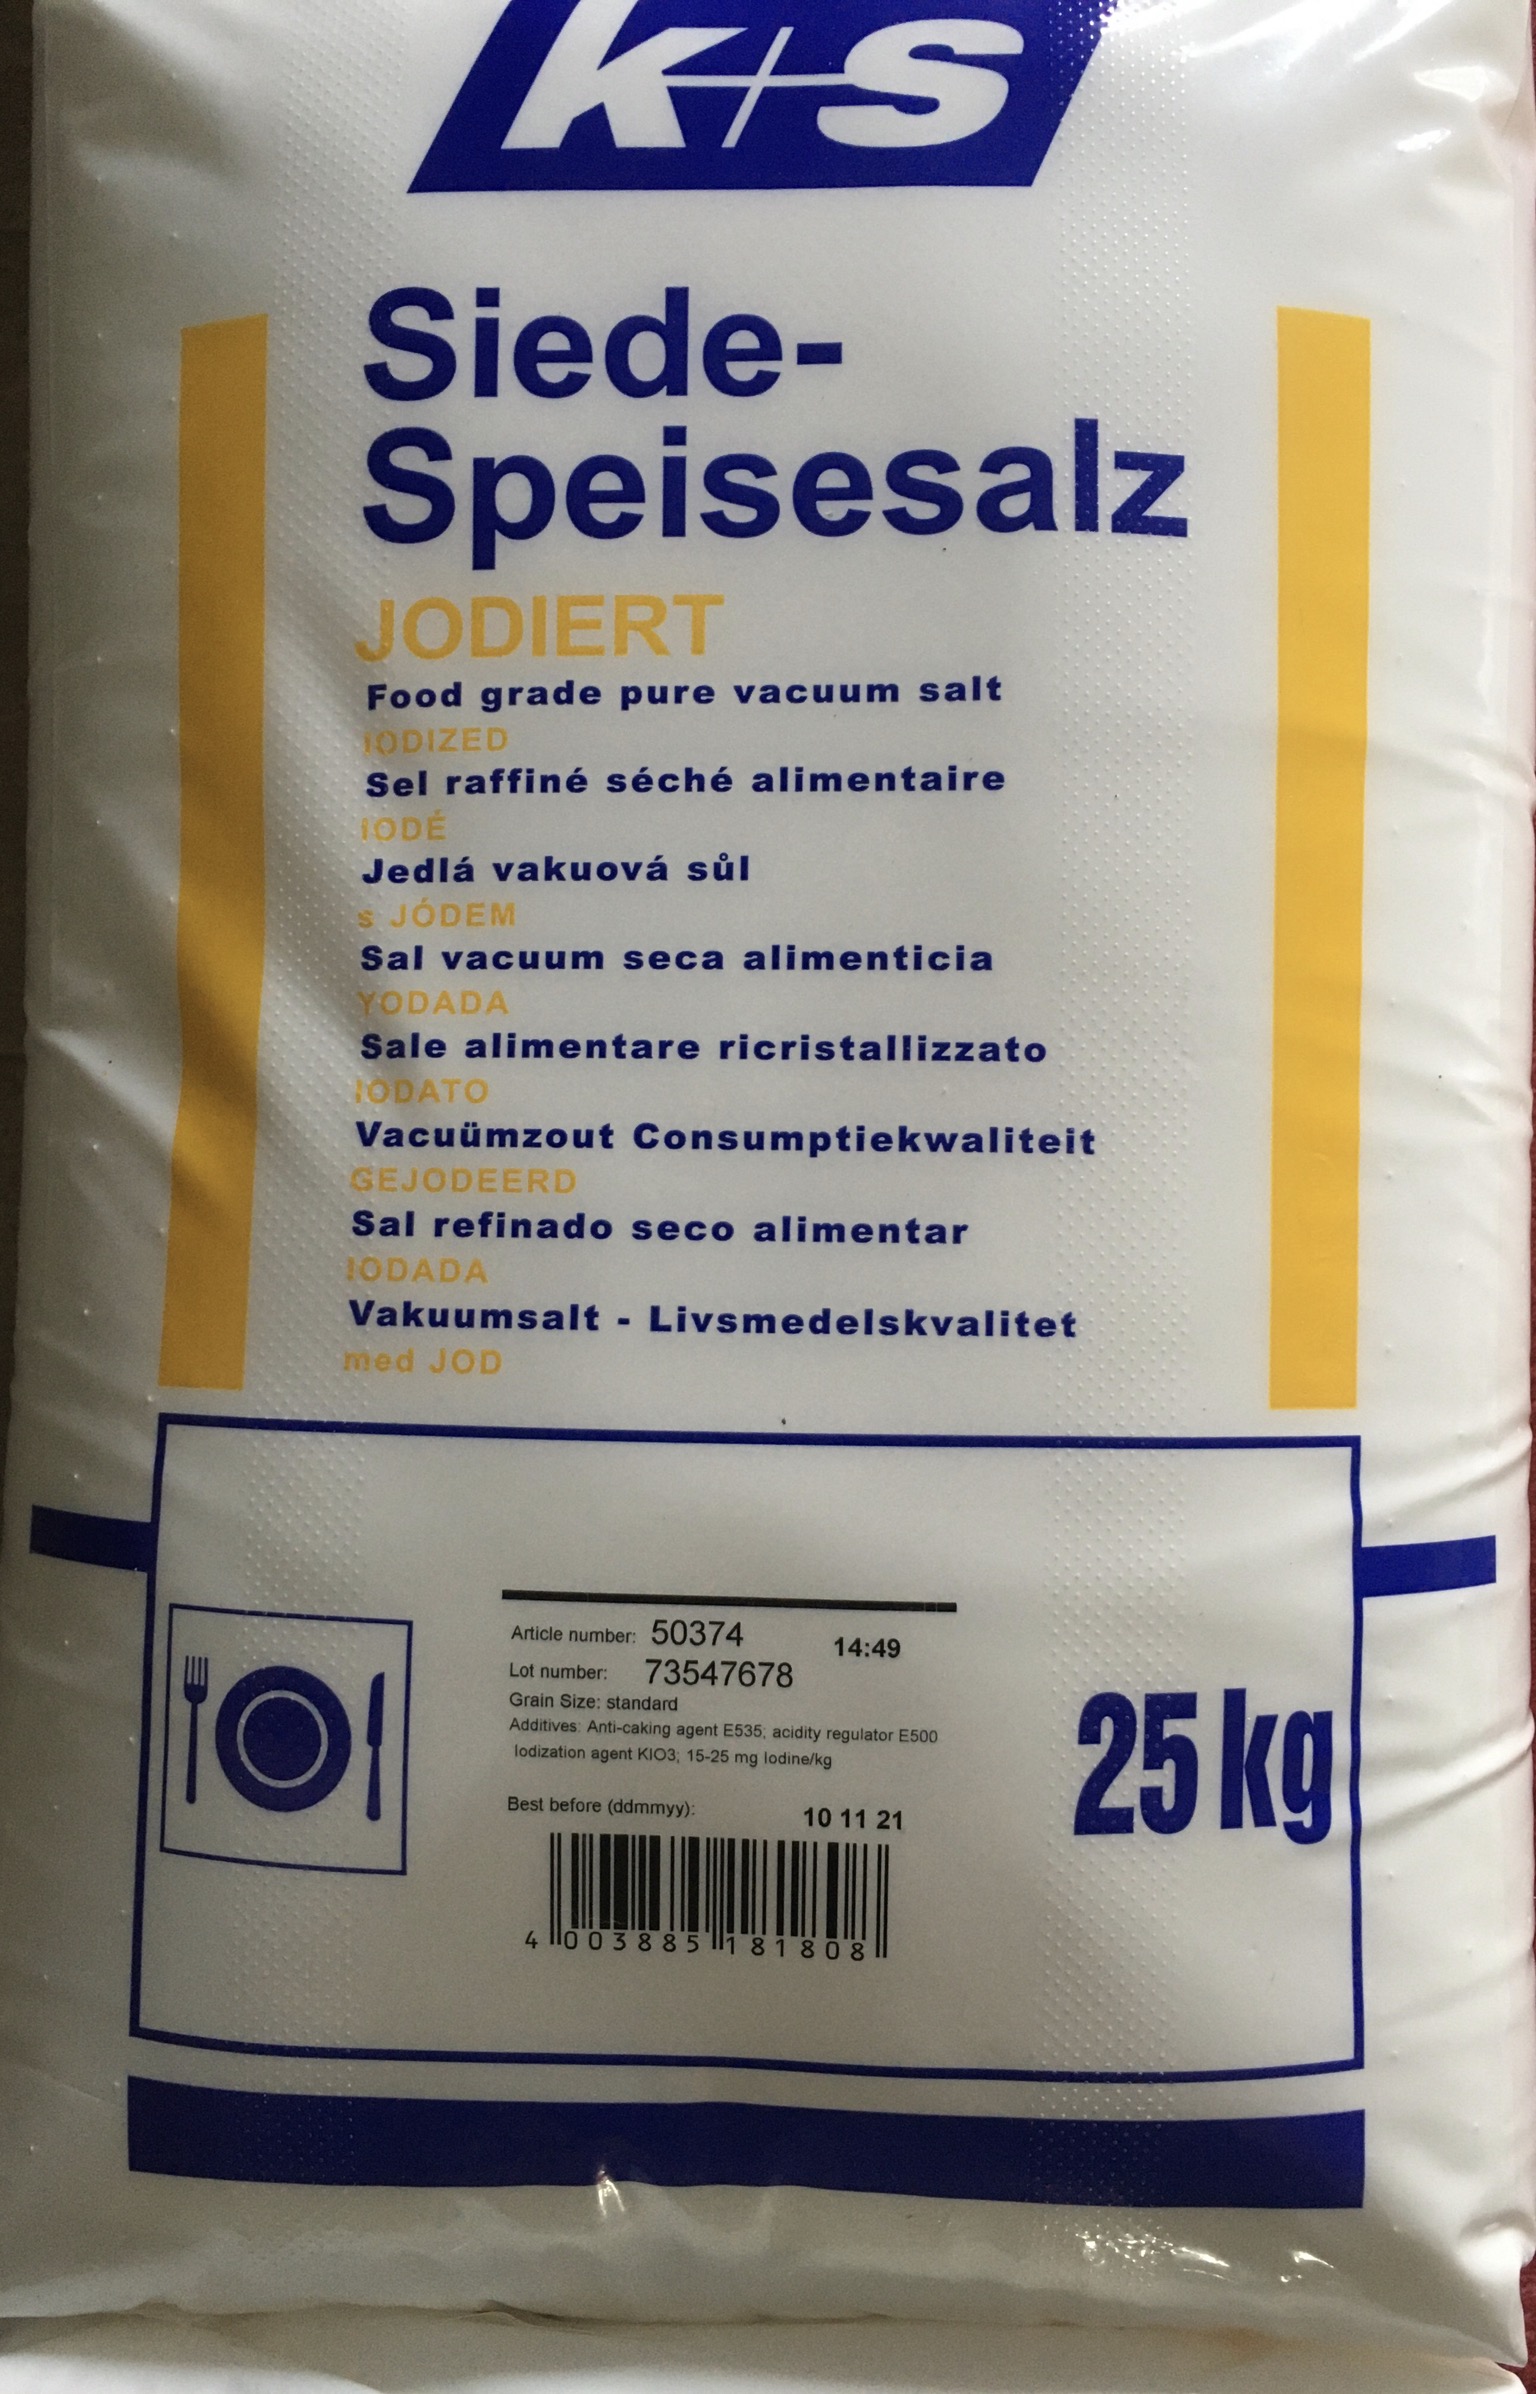 k+s
Siede-
Speisesalz
JODIERT
Food grade pure vacuum salt
IODIZED
Sel raffiné séché alimentaire
IODÉ
Jedlá vakuová sůl
s JÓDEM
Sal vacuum seca alimenticia
YODADA
Sale alimentare ricristallizzato
IODATO
Vacuümzout Consumptiekwaliteit
GEJODEERD
Sal refinado seco alimentar
IODADA
Vakuumsalt - Livsmedelskvalitet
med JOD
Article number: 50374 14:49
Lot number: 73547678
Grain Size: standard
Additives: Anti-caking agent E535; acidity regulator E500
Iodization agent KIO3; 15-25 mg Iodine/kg
25 kg
Best before (ddmmyy): 10 11 21
4 003885 181808